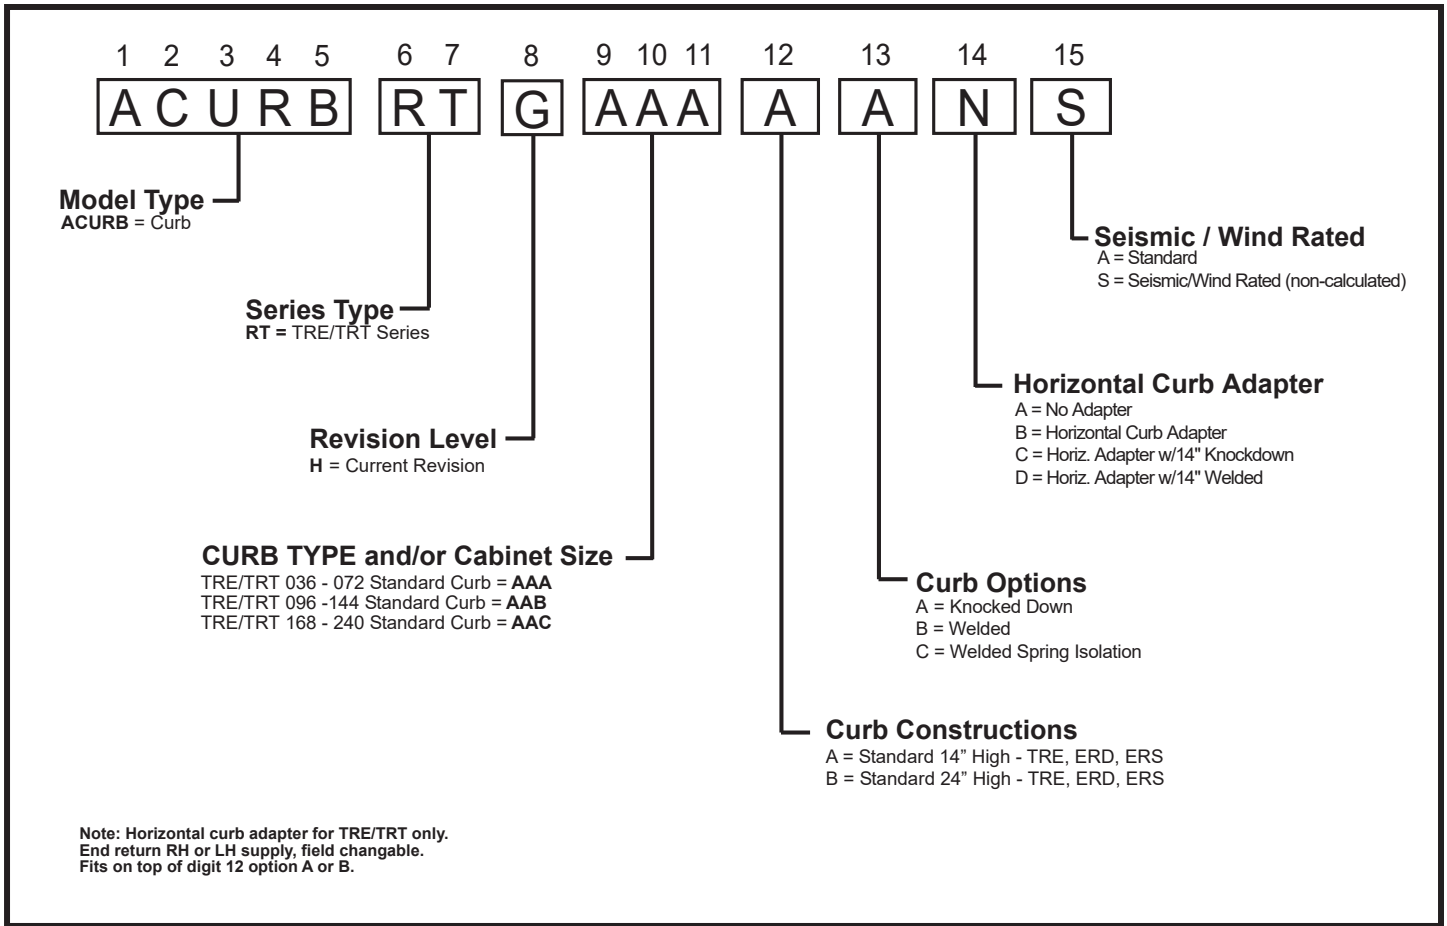 1 2 3 4 5 6 7 8 9 10 11 12 13 14 15
A C U R B R T G A A A A A N S
Model Type
ACURB = Curb
Seismic / Wind Rated
A = Standard
S = Seismic/Wind Rated (non-calculated)
Series Type
RT = TRE/TRT Series
Horizontal Curb Adapter
A = No Adapter
B = Horizontal Curb Adapter
C = Horiz. Adapter w/14" Knockdown
D = Horiz. Adapter w/14" Welded
Revision Level
H = Current Revision
CURB TYPE and/or Cabinet Size
TRE/TRT 036 - 072 Standard Curb = AAA
TRE/TRT 096 -144 Standard Curb = AAB
TRE/TRT 168 - 240 Standard Curb = AAC
Curb Options
A = Knocked Down
B = Welded
C = Welded Spring Isolation
Curb Constructions
A = Standard 14” High - TRE, ERD, ERS
B = Standard 24” High - TRE, ERD, ERS
Note: Horizontal curb adapter for TRE/TRT only.
End return RH or LH supply, field changable.
Fits on top of digit 12 option A or B.